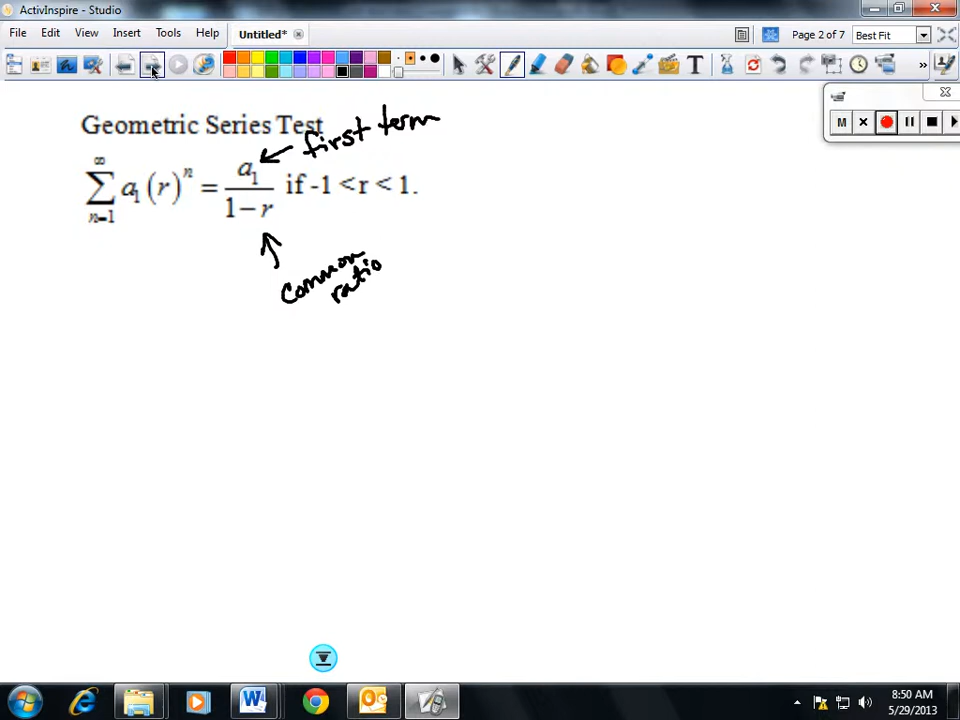 ActivInspire - Studio
File Edit View Insert Tools Help Untitled* Page 2 of 7 Best Fit
T »
M
Geometric Series Test
first term
∞
∑ a₁(r)ⁿ = a₁/(1−r) if -1 < r < 1.
n=1
common
ratio
8:50 AM
5/29/2013